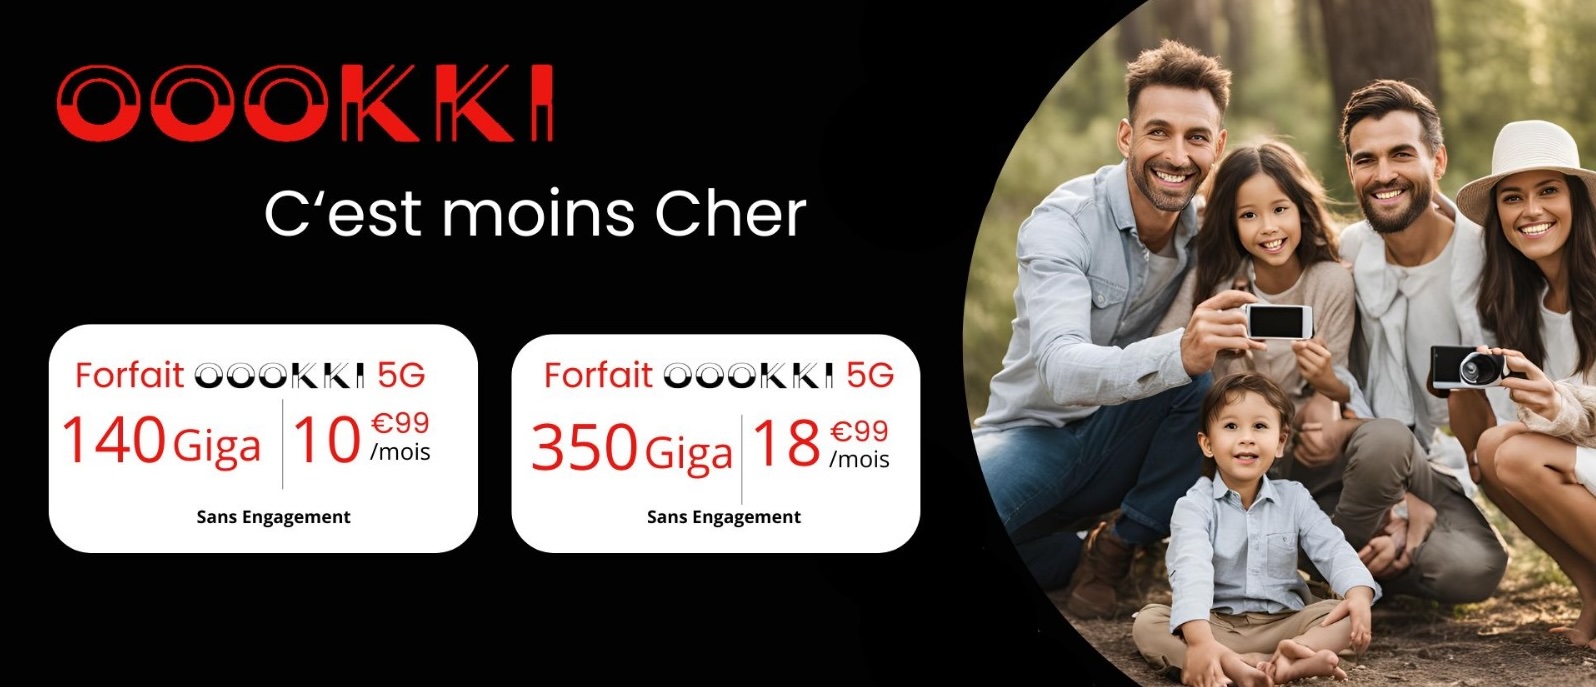 OOOKKI
C‘est moins Cher
Forfait OOOKKI 5G
140 Giga
10 €99
/mois
Sans Engagement
Forfait OOOKKI 5G
350 Giga
18 €99
/mois
Sans Engagement